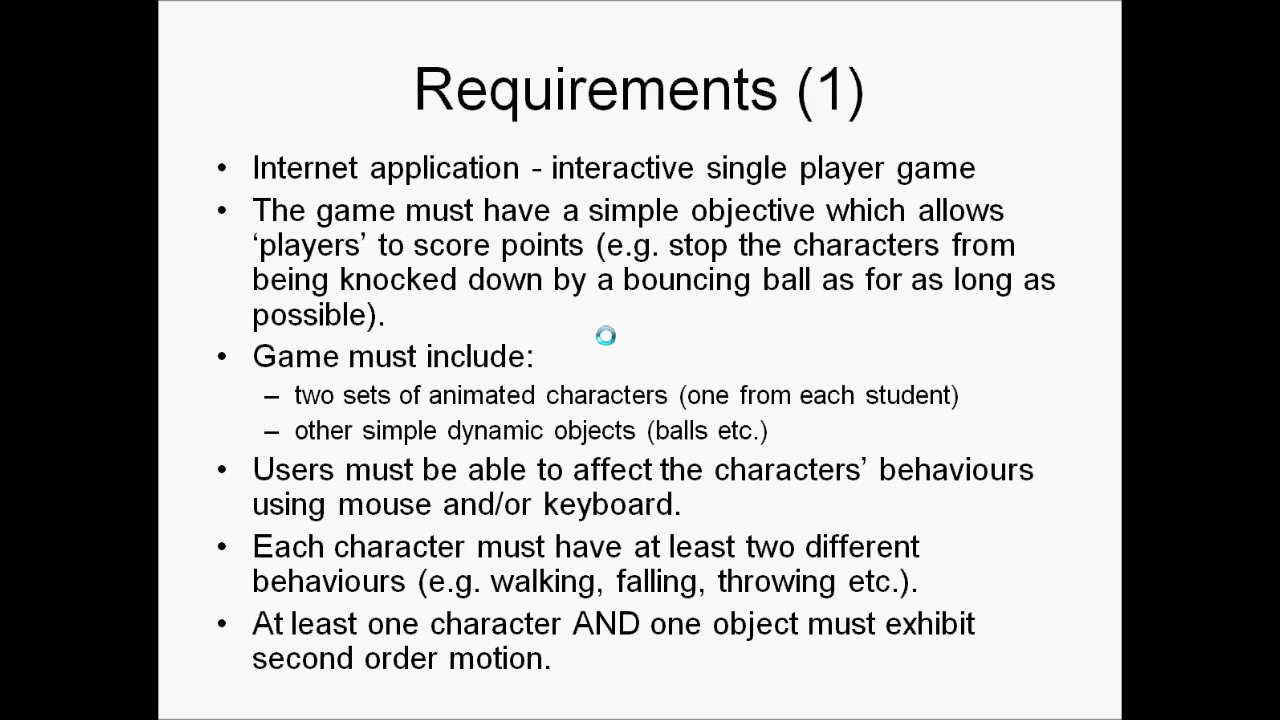 Requirements (1)
• Internet application - interactive single player game
• The game must have a simple objective which allows
‘players’ to score points (e.g. stop the characters from
being knocked down by a bouncing ball as for as long as
possible).
• Game must include:
– two sets of animated characters (one from each student)
– other simple dynamic objects (balls etc.)
• Users must be able to affect the characters’ behaviours
using mouse and/or keyboard.
• Each character must have at least two different
behaviours (e.g. walking, falling, throwing etc.).
• At least one character AND one object must exhibit
second order motion.